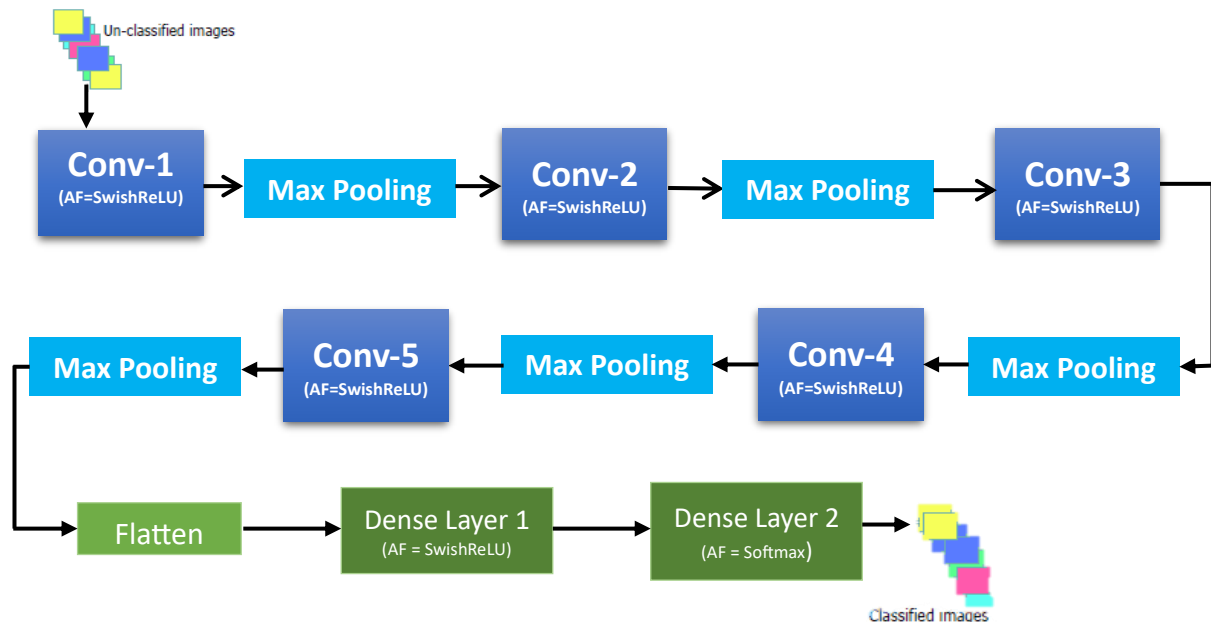 Un-classified images
Conv-1
(AF=SwishReLU)
Max Pooling
Conv-2
(AF=SwishReLU)
Max Pooling
Conv-3
(AF=SwishReLU)
Max Pooling
Conv-4
(AF=SwishReLU)
Max Pooling
Conv-5
(AF=SwishReLU)
Max Pooling
Flatten
Dense Layer 1
(AF = SwishReLU)
Dense Layer 2
(AF = Softmax)
Classified images